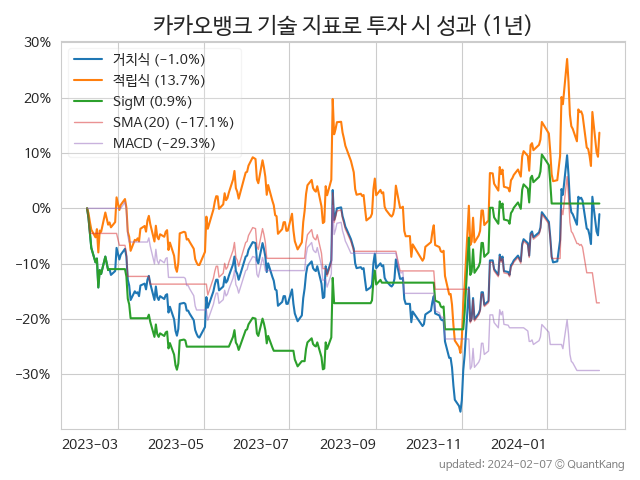 카카오뱅크 기술 지표로 투자 시 성과 (1년)
30%
20%
10%
0%
−10%
−20%
−30%
거치식 (−1.0%)
적립식 (13.7%)
SigM (0.9%)
SMA(20) (−17.1%)
MACD (−29.3%)
2023-03
2023-05
2023-07
2023-09
2023-11
2024-01
updated: 2024-02-07 © QuantKang